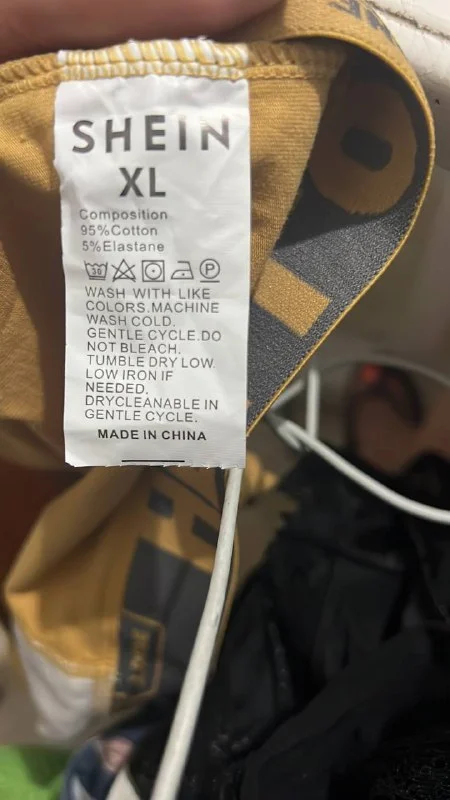 SHEIN
XL
Composition
95%Cotton
5%Elastane
30 P
WASH WITH LIKE
COLORS.MACHINE
WASH COLD.
GENTLE CYCLE.DO
NOT BLEACH.
TUMBLE DRY LOW.
LOW IRON IF
NEEDED.
DRYCLEANABLE IN
GENTLE CYCLE.
MADE IN CHINA